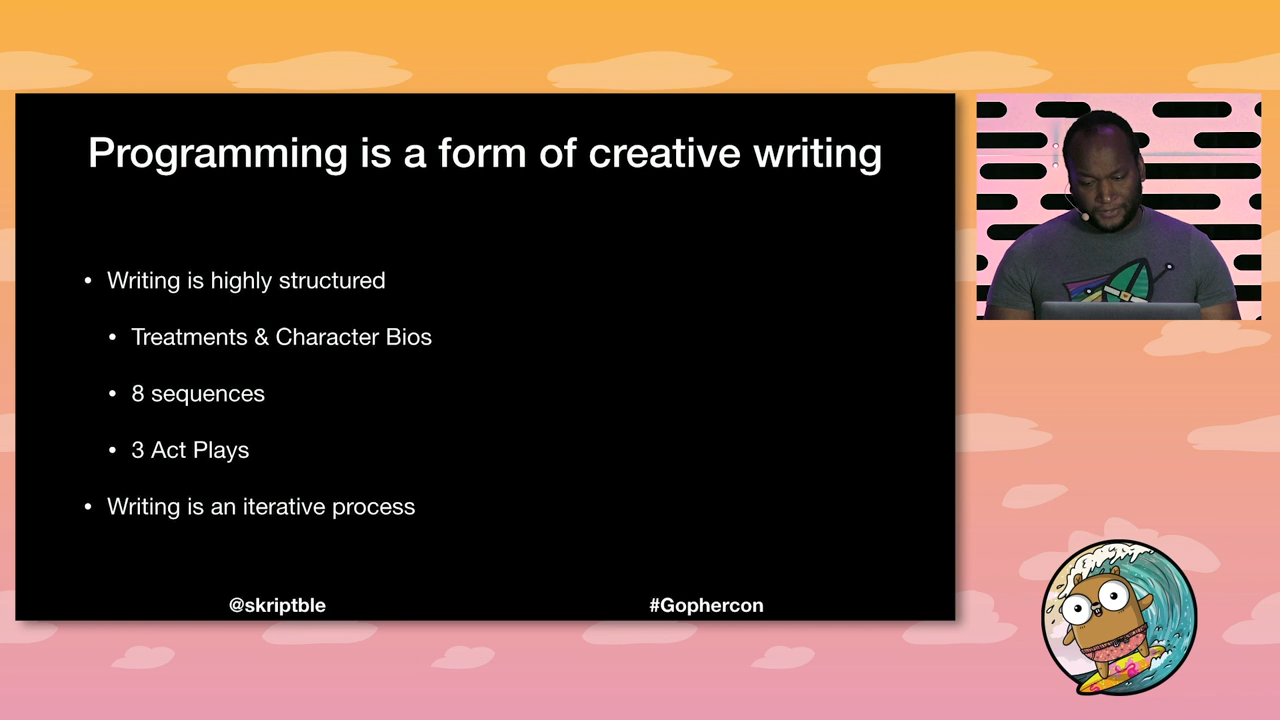 Programming is a form of creative writing
• Writing is highly structured
• Treatments & Character Bios
• 8 sequences
• 3 Act Plays
• Writing is an iterative process
@skriptble
#Gophercon